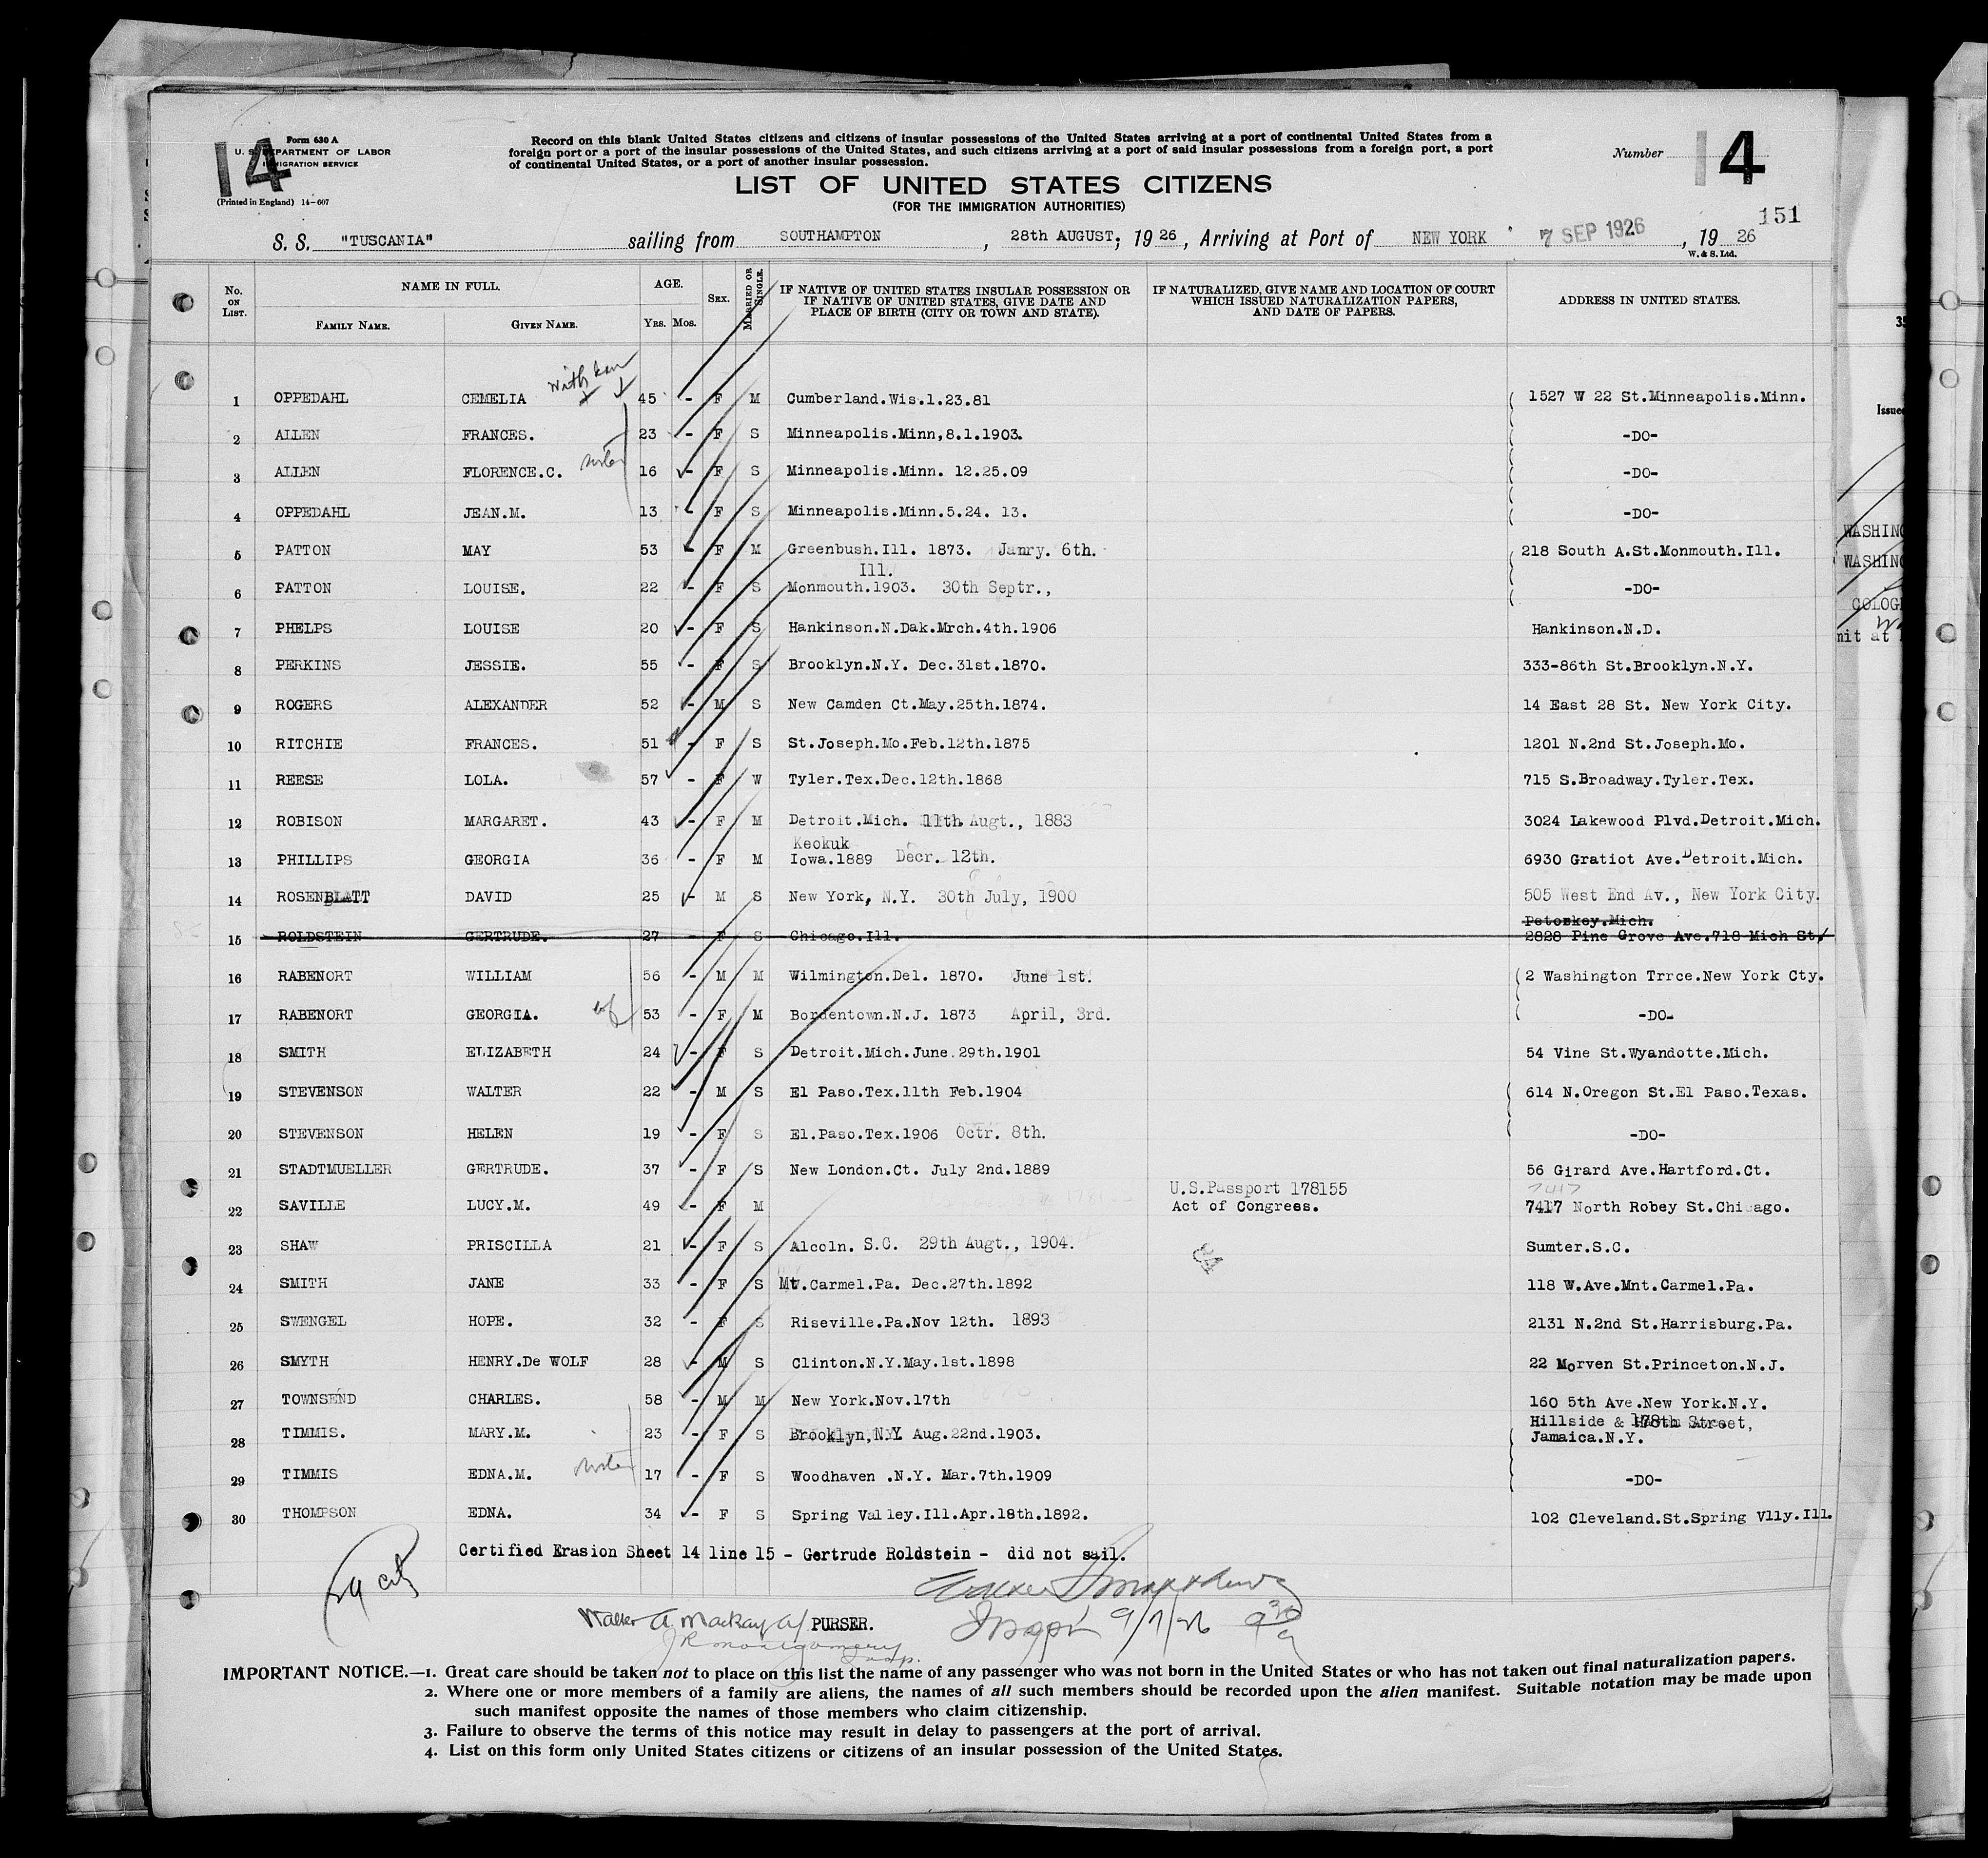 14
Form 630 A
U. S. DEPARTMENT OF LABOR
IMMIGRATION SERVICE
(Printed in England) 14-607
Record on this blank United States citizens and citizens of insular possessions of the United States arriving at a port of continental United States from a
foreign port or a port of the insular possessions of the United States, and such citizens arriving at a port of said insular possessions from a foreign port, a port
of continental United States, or a port of another insular possession.
Number 14
LIST OF UNITED STATES CITIZENS
(FOR THE IMMIGRATION AUTHORITIES)
151
S. S. "TUSCANIA" sailing from SOUTHAMPTON, 28th AUGUST; 1926, Arriving at Port of NEW YORK 7 SEP 1926, 1926
W. & S. Ltd.
No. ON LIST. NAME IN FULL. AGE. SEX. MARRIED OR SINGLE. IF NATIVE OF UNITED STATES INSULAR POSSESSION OR IF NATIVE OF UNITED STATES, GIVE DATE AND PLACE OF BIRTH (CITY OR TOWN AND STATE). IF NATURALIZED, GIVE NAME AND LOCATION OF COURT WHICH ISSUED NATURALIZATION PAPERS, AND DATE OF PAPERS. ADDRESS IN UNITED STATES.
FAMILY NAME. GIVEN NAME. YRS. MOS.
1 OPPEDAHL CEMELIA 45 - F M Cumberland.Wis.1.23.81 1527 W 22 St.Minneapolis.Minn.
2 ALLEN FRANCES. 23 - F S Minneapolis.Minn,8.1.1903. -DO-
3 ALLEN FLORENCE.C. sister 16 - F S Minneapolis.Minn. 12.25.09 -DO-
4 OPPEDAHL JEAN.M. 13 - F S Minneapolis.Minn.5.24. 13. -DO-
5 PATTON MAY 53 - F M Greenbush.Ill. 1873. Janry. 6th. 218 South A.St.Monmouth.Ill.
Ill.
6 PATTON LOUISE. 22 - F S Monmouth.1903. 30th Septr., -DO-
7 PHELPS LOUISE 20 - F S Hankinson.N.Dak.Mrch.4th.1906 Hankinson.N.D.
8 PERKINS JESSIE. 55 - F S Brooklyn.N.Y. Dec.31st.1870. 333-86th St.Brooklyn.N.Y.
9 ROGERS ALEXANDER 52 - M S New Camden Ct.May.25th.1874. 14 East 28 St. New York City.
10 RITCHIE FRANCES. 51 - F S St.Joseph.Mo.Feb.12th.1875 1201 N.2nd St.Joseph.Mo.
11 REESE LOLA. 57 - F W Tyler.Tex.Dec.12th.1868 715 S.Broadway.Tyler.Tex.
12 ROBISON MARGARET. 43 - F M Detroit.Mich. 11th Augt., 1883 3024 Lakewood Plvd.Detroit.Mich.
Keokuk
13 PHILLIPS GEORGIA 36 - F M Iowa.1889 Decr. 12th. 6930 Gratiot Ave.Detroit.Mich.
14 ROSENBLATT DAVID 25 - M S New York, N.Y. 30th July, 1900 505 West End Av., New York City.
Petoskey.Mich.
15 ROLDSTEIN GERTRUDE. 27 - F S Chicago.Ill. 2828 Pine Grove Ave.718 Mich St.
16 RABENORT WILLIAM 56 - M M Wilmington.Del. 1870. June 1st. 2 Washington Trrce.New York Cty.
17 RABENORT GEORGIA. 53 - F M Bordentown.N.J. 1873 April, 3rd. -DO-
18 SMITH ELIZABETH 24 - F S Detroit.Mich.June.29th.1901 54 Vine St.Wyandotte.Mich.
19 STEVENSON WALTER 22 - M S El Paso.Tex.11th Feb.1904 614 N.Oregon St.El Paso.Texas.
20 STEVENSON HELEN 19 - F S El.Paso.Tex.1906 Octr. 8th. -DO-
21 STADTMUELLER GERTRUDE. 37 - F S New London.Ct. July 2nd.1889 56 Girard Ave.Hartford.Ct.
U.S.Passport 178155 7417
22 SAVILLE LUCY.M. 49 - F M Act of Congress. 7417 North Robey St.Chicago.
23 SHAW PRISCILLA 21 - F S Alcoln. S.C. 29th Augt., 1904. Sumter.S.C.
24 SMITH JANE 33 - F S Mt.Carmel.Pa. Dec.27th.1892 118 W.Ave.Mnt.Carmel.Pa.
25 SWENGEL HOPE. 32 - F S Riseville.Pa.Nov 12th. 1893 2131 N.2nd St.Harrisburg.Pa.
26 SMYTH HENRY.De WOLF 28 - M S Clinton.N.Y.May.1st.1898 22 Morven St.Princeton.N.J.
27 TOWNSEND CHARLES. 58 - M M New York.Nov.17th 160 5th Ave.New York.N.Y.
Hillside & 178th Street,
28 TIMMIS. MARY.M. 23 - F S Brooklyn,N.Y. Aug.22nd.1903. Jamaica.N.Y.
29 TIMMIS EDNA.M. sister 17 - F S Woodhaven .N.Y. Mar.7th.1909 -DO-
30 THOMPSON EDNA. 34 - F S Spring Valley.Ill.Apr.18th.1892. 102 Cleveland.St.Spring Vlly.Ill.
Certified Erasion Sheet 14 line 15 - Gertrude Roldstein - did not sail.
Walter A. Mackay a/ PURSER. 9/7/26
J R Montgomery
Insp.
IMPORTANT NOTICE.—1. Great care should be taken not to place on this list the name of any passenger who was not born in the United States or who has not taken out final naturalization papers.
2. Where one or more members of a family are aliens, the names of all such members should be recorded upon the alien manifest. Suitable notation may be made upon
such manifest opposite the names of those members who claim citizenship.
3. Failure to observe the terms of this notice may result in delay to passengers at the port of arrival.
4. List on this form only United States citizens or citizens of an insular possession of the United States.